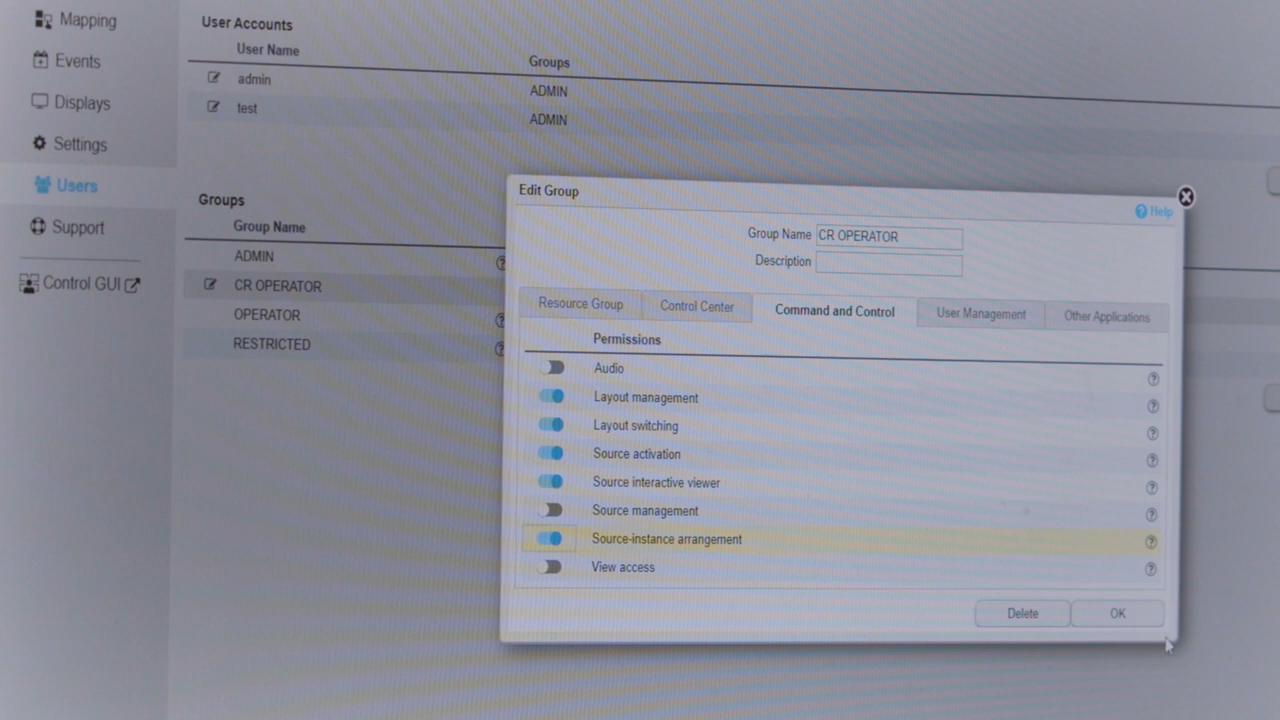 Mapping
Events
Displays
Settings
Users
Support
Control GUI
User Accounts
User Name Groups
admin ADMIN
test ADMIN
Groups
Group Name
ADMIN
CR OPERATOR
OPERATOR
RESTRICTED
Edit Group
Help
Group Name CR OPERATOR
Description
Resource Group Control Center Command and Control User Management Other Applications
Permissions
Audio
Layout management
Layout switching
Source activation
Source interactive viewer
Source management
Source-instance arrangement
View access
Delete OK